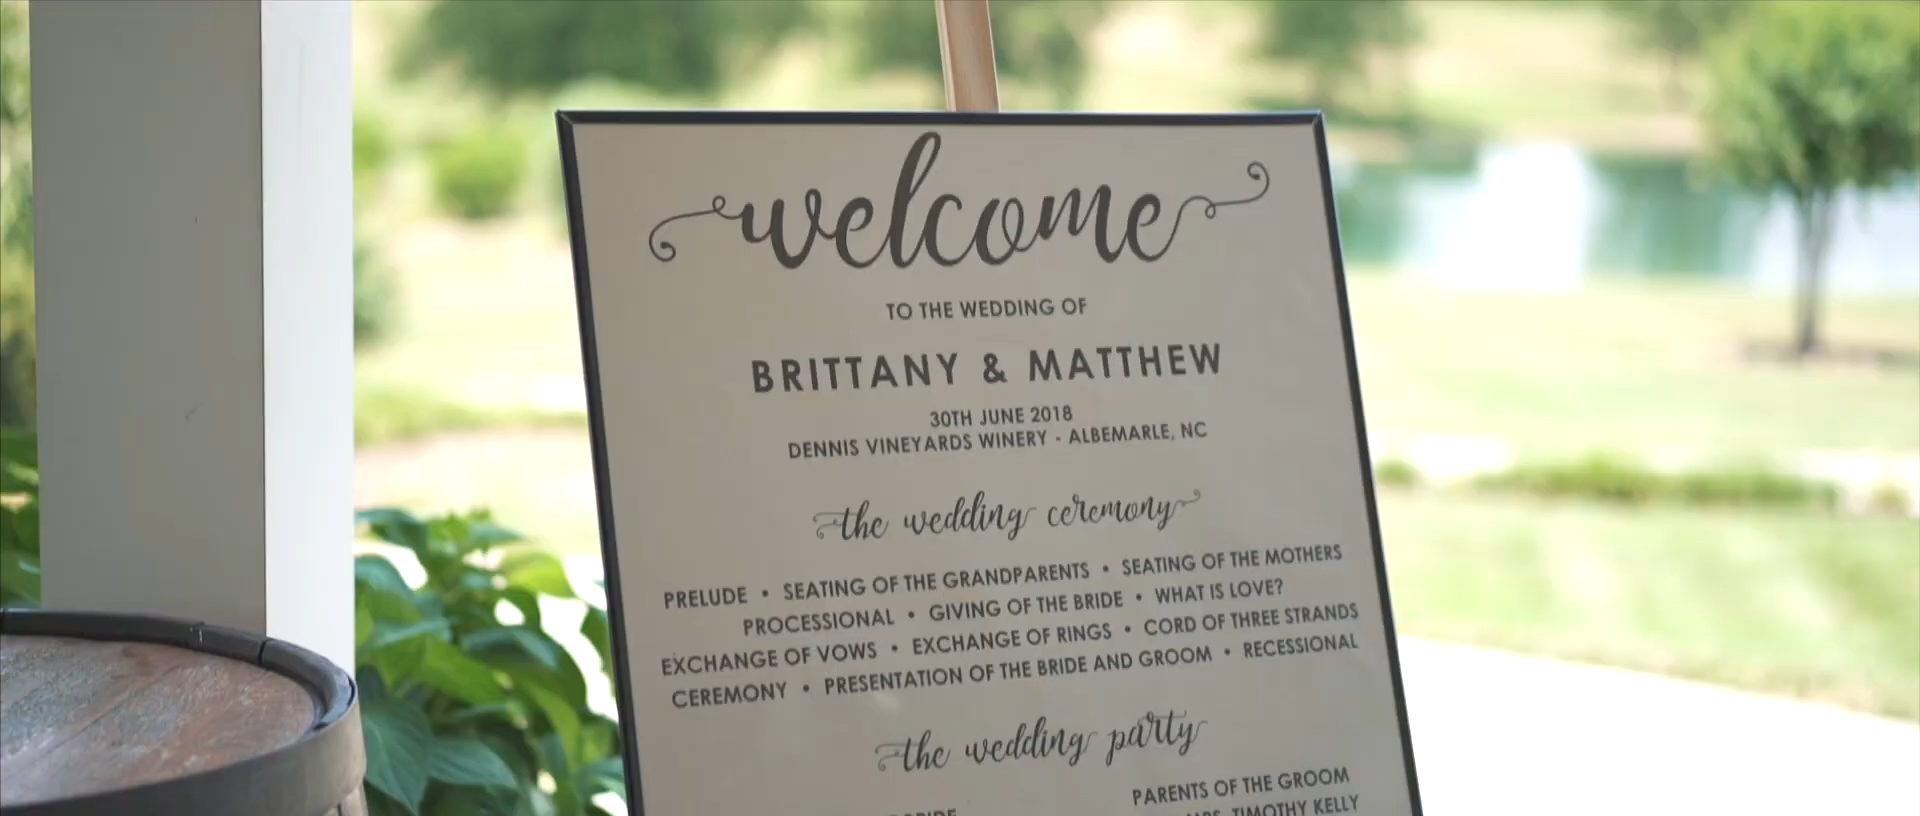 welcome
TO THE WEDDING OF
BRITTANY & MATTHEW
30TH JUNE 2018
DENNIS VINEYARDS WINERY - ALBEMARLE, NC
the wedding ceremony
PRELUDE • SEATING OF THE GRANDPARENTS • SEATING OF THE MOTHERS
PROCESSIONAL • GIVING OF THE BRIDE • WHAT IS LOVE?
EXCHANGE OF VOWS • EXCHANGE OF RINGS • CORD OF THREE STRANDS
CEREMONY • PRESENTATION OF THE BRIDE AND GROOM • RECESSIONAL
the wedding party
PARENTS OF THE GROOM
BRIDE
MRS. TIMOTHY KELLY